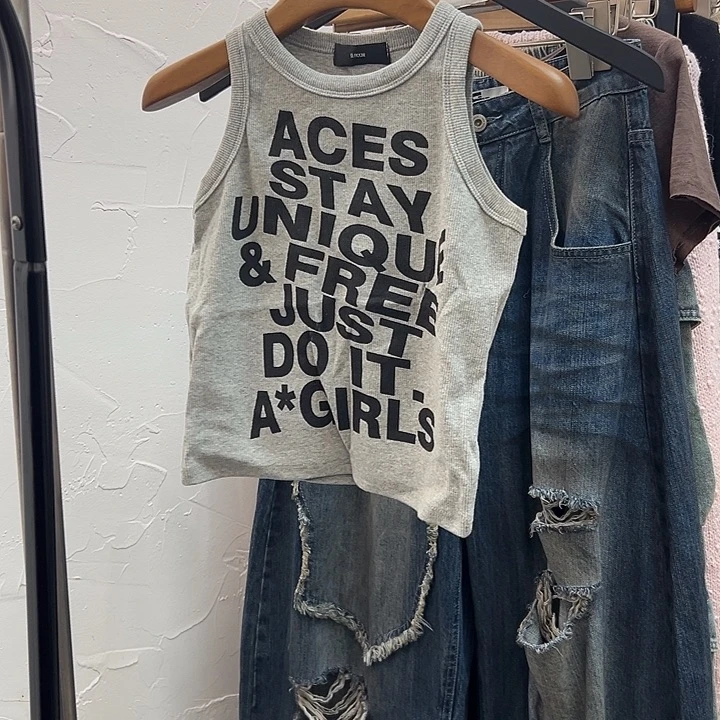 ACES
STAY
UNIQUE
& FREE
JUST
DO IT.
A*GIRLS